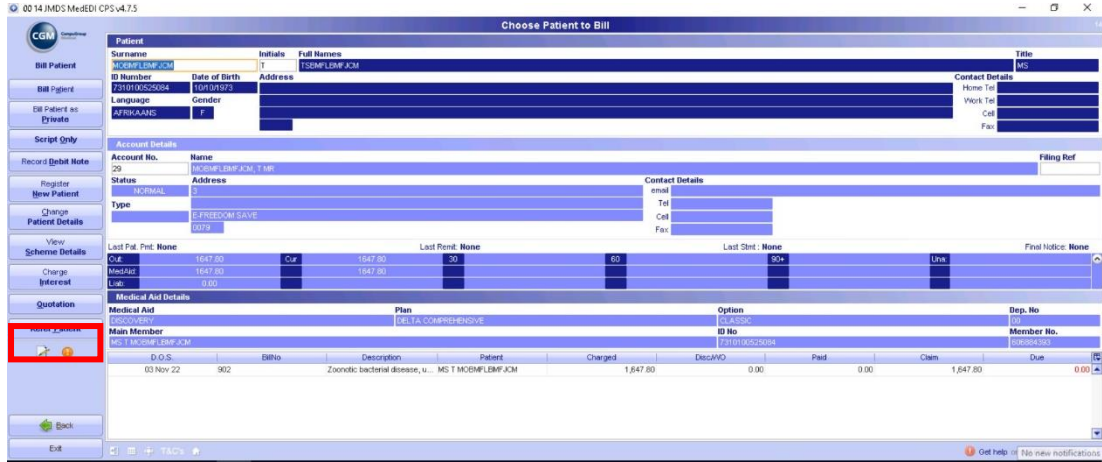 00 14 JMDS MedEDI CPS v4.7.5
CGM CompuGroup
Choose Patient to Bill
Bill Patient
Bill Patient
Bill Patient as
Private
Script Only
Record Debit Note
Register
New Patient
Change
Patient Details
View
Scheme Details
Charge
Interest
Quotation
Back
Exit
Patient
Surname Initials Full Names Title
MOBMFLBMFJCM T TSBMFLBMFJCM MS
ID Number Date of Birth Address Contact Details
7310100525084 10/10/1973 Home Tel
Language Gender Work Tel
AFRIKAANS F Cell
Fax
Account Details
Account No. Name Filing Ref
29 MOBMFLBMFJCM, T MR
Status Address Contact Details
NORMAL 3 email
Type Tel
E-FREEDOM SAVE Cell
0079 Fax
Last Pat. Pmt: None Last Remit: None Last Stmt : None Final Notice: None
Out: 1647.80 Cur 1647.80 30 60 90+ Una:
MedAid: 1647.80 1647.80
Liab: 0.00
Medical Aid Details
Medical Aid Plan Option Dep. No
DISCOVERY DELTA COMPREHENSIVE CLASSIC 00
Main Member ID No Member No.
MS T MOBMFLBMFJCM 7310100525084 606884393
D.O.S. BillNo Description Patient Charged Disc/WO Paid Claim Due
03 Nov 22 902 Zoonotic bacterial disease, u... MS T MOBMFLBMFJCM 1,647.80 0.00 0.00 1,647.80 0.00
T&C's
Get help
No new notifications